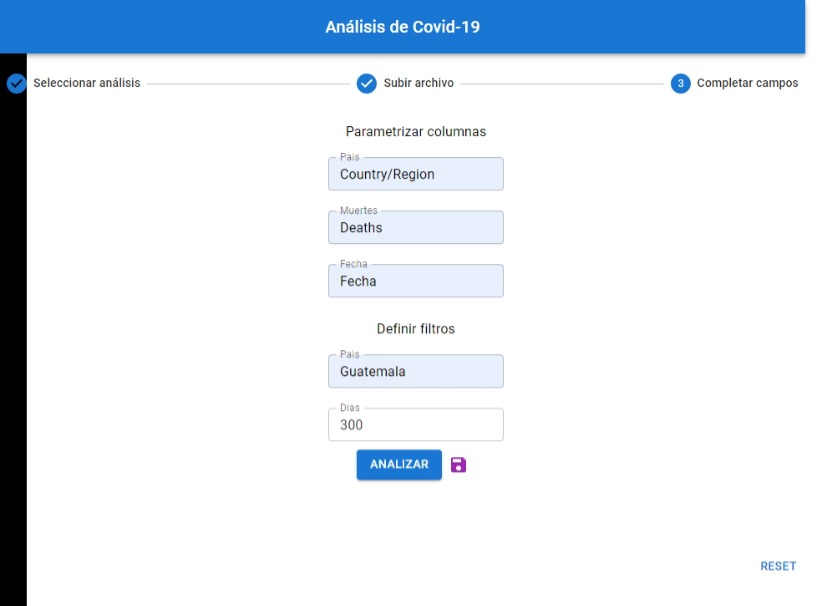 Análisis de Covid-19
Seleccionar análisis
Subir archivo
3 Completar campos
Parametrizar columnas
Pais
Country/Region
Muertes
Deaths
Fecha
Fecha
Definir filtros
Pais
Guatemala
Dias
300
ANALIZAR
RESET